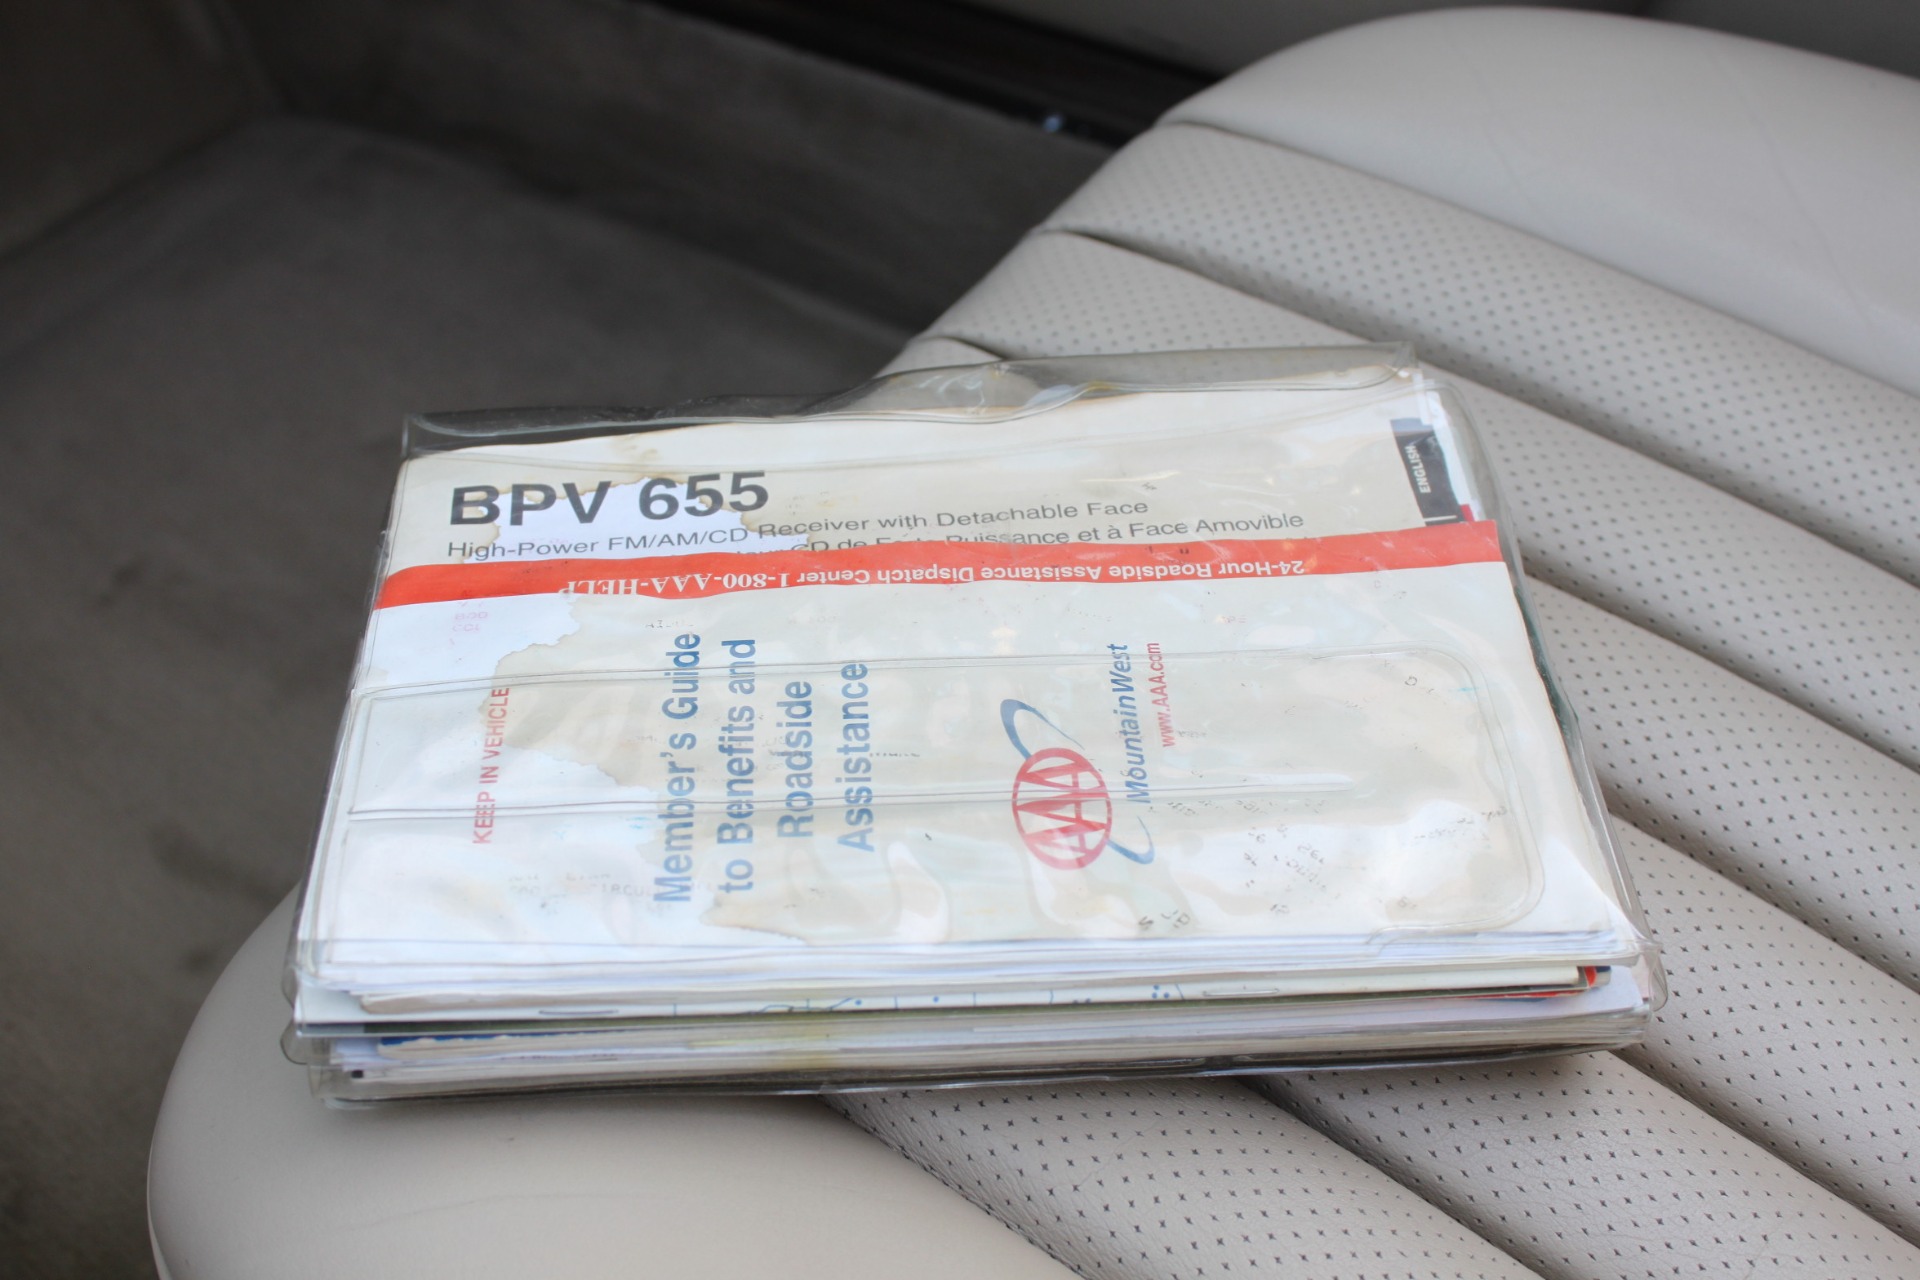 BPV 655
High-Power FM/AM/CD Receiver with Detachable Face
CD de Puissance et à Face Amovible
ENGLISH
24-Hour Roadside Assistance Dispatch Center 1-800-AAA-HELP
KEEP IN VEHICLE
Member's Guide
to Benefits and
Roadside
Assistance
AAA
MountainWest
www.AAA.com